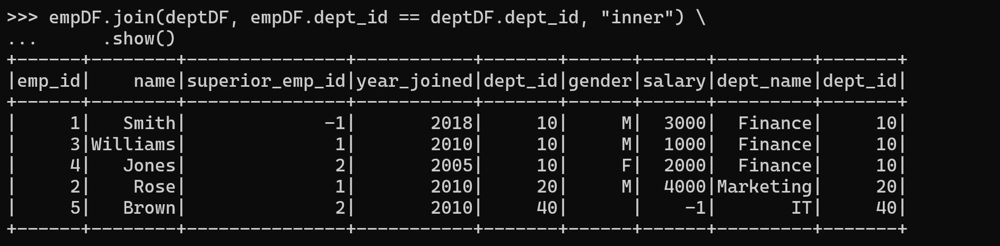 >>> empDF.join(deptDF, empDF.dept_id == deptDF.dept_id, "inner") \
...      .show()
+------+--------+---------------+-----------+-------+------+------+---------+-------+
|emp_id|    name|superior_emp_id|year_joined|dept_id|gender|salary|dept_name|dept_id|
+------+--------+---------------+-----------+-------+------+------+---------+-------+
|     1|   Smith|             -1|       2018|     10|     M|  3000|  Finance|     10|
|     3|Williams|              1|       2010|     10|     M|  1000|  Finance|     10|
|     4|   Jones|              2|       2005|     10|     F|  2000|  Finance|     10|
|     2|    Rose|              1|       2010|     20|     M|  4000|Marketing|     20|
|     5|   Brown|              2|       2010|     40|      |    -1|       IT|     40|
+------+--------+---------------+-----------+-------+------+------+---------+-------+